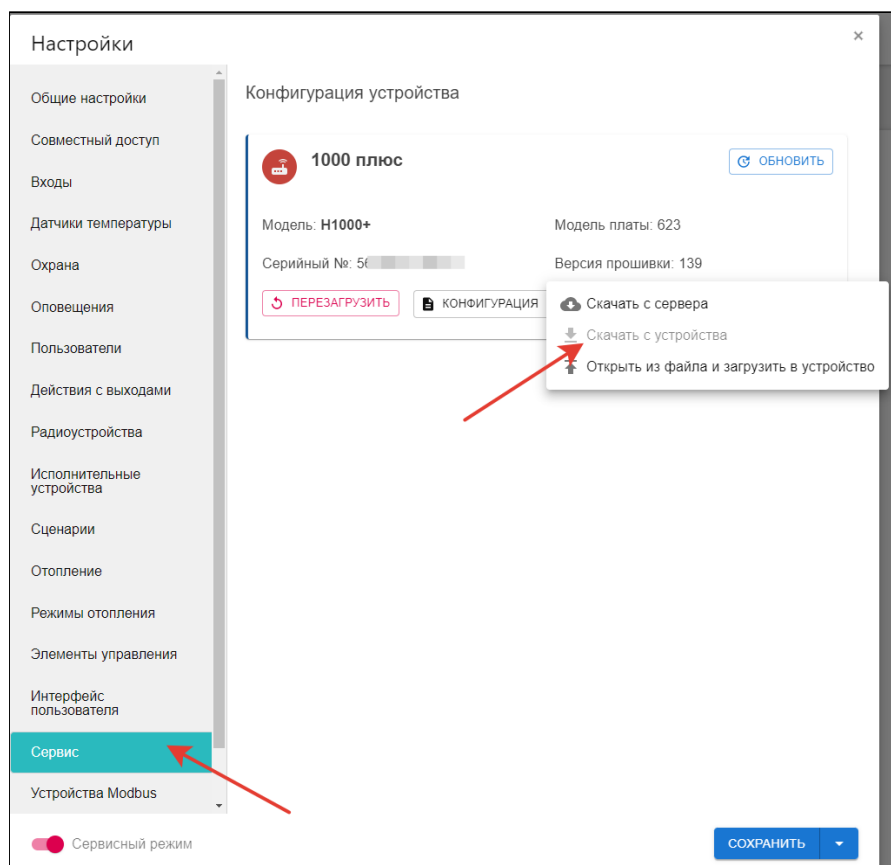 Настройки
×
Общие настройки
Совместный доступ
Входы
Датчики температуры
Охрана
Оповещения
Пользователи
Действия с выходами
Радиоустройства
Исполнительные
устройства
Сценарии
Отопление
Режимы отопления
Элементы управления
Интерфейс
пользователя
Сервис
Устройства Modbus
Сервисный режим
Конфигурация устройства
1000 плюс
ОБНОВИТЬ
Модель: H1000+
Модель платы: 623
Серийный №:
Версия прошивки: 139
ПЕРЕЗАГРУЗИТЬ
КОНФИГУРАЦИЯ
Скачать с сервера
Скачать с устройства
Открыть из файла и загрузить в устройство
СОХРАНИТЬ